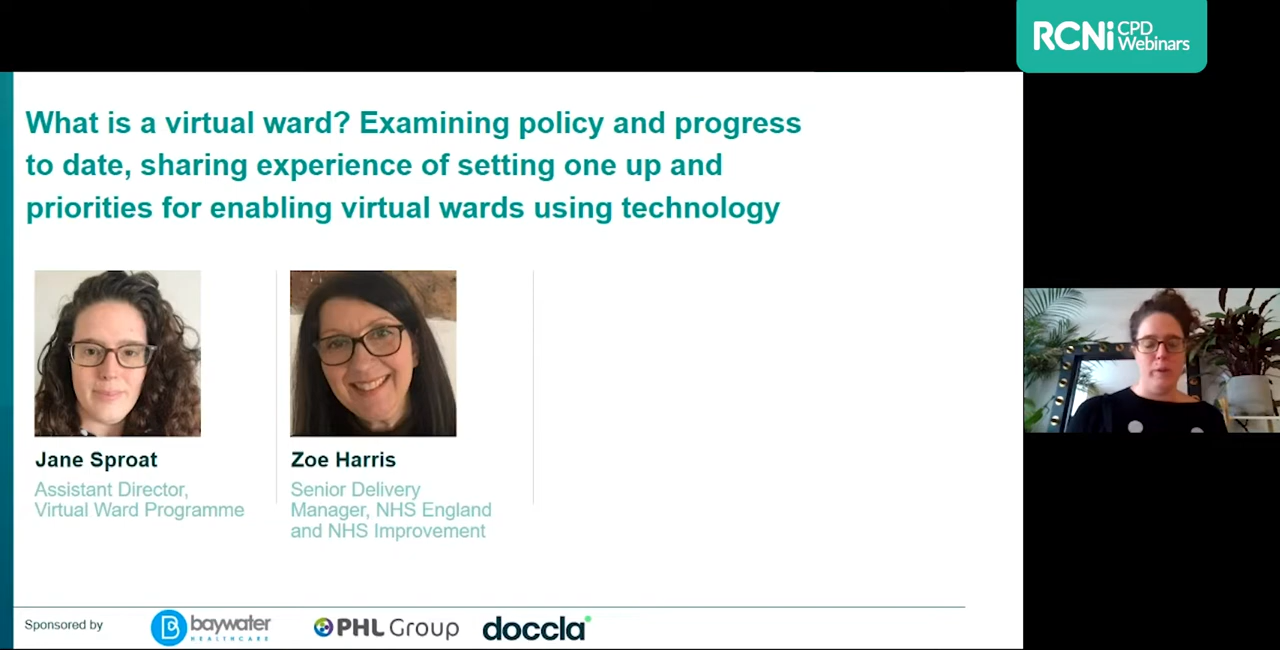 RCNi CPD
Webinars
What is a virtual ward? Examining policy and progress
to date, sharing experience of setting one up and
priorities for enabling virtual wards using technology
Jane Sproat
Assistant Director,
Virtual Ward Programme
Zoe Harris
Senior Delivery
Manager, NHS England
and NHS Improvement
Sponsored by
baywater
HEALTHCARE
PHL Group
doccla